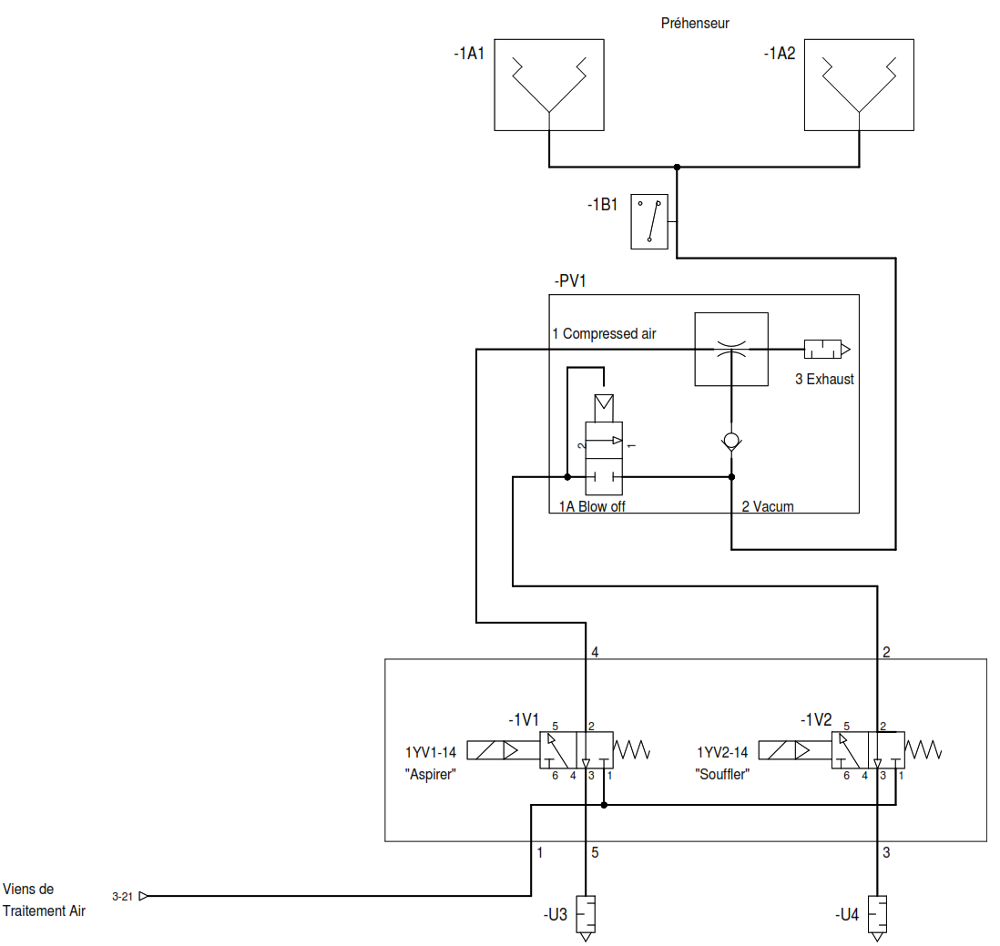 Préhenseur
-1A1
-1A2
-1B1
-PV1
1 Compressed air
3 Exhaust
2
1
1A Blow off
2 Vacum
4
2
-1V1
5
2
-1V2
5
2
1YV1-14
"Aspirer"
6
4
3
1
1YV2-14
"Souffler"
6
4
3
1
1
5
3
Viens de
Traitement Air
3-21
-U3
-U4